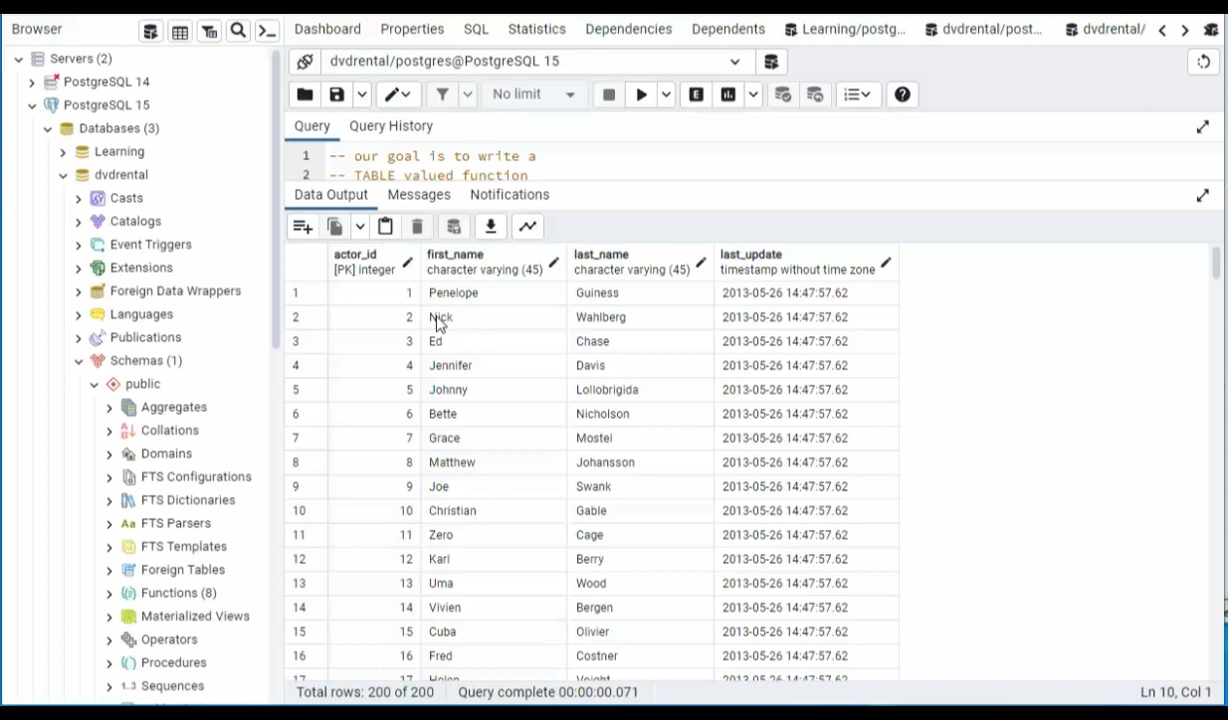 Browser
Dashboard Properties SQL Statistics Dependencies Dependents Learning/postg... dvdrental/post... dvdrental/
Servers (2)
PostgreSQL 14
PostgreSQL 15
Databases (3)
Learning
dvdrental
Casts
Catalogs
Event Triggers
Extensions
Foreign Data Wrappers
Languages
Publications
Schemas (1)
public
Aggregates
Collations
Domains
FTS Configurations
FTS Dictionaries
Aa FTS Parsers
FTS Templates
Foreign Tables
Functions (8)
Materialized Views
Operators
Procedures
1..3 Sequences
dvdrental/postgres@PostgreSQL 15
No limit E
Query Query History
1 -- our goal is to write a
2 -- TABLE valued function
Data Output Messages Notifications
actor_id first_name last_name last_update
[PK] integer character varying (45) character varying (45) timestamp without time zone
1 1 Penelope Guiness 2013-05-26 14:47:57.62
2 2 Nick Wahlberg 2013-05-26 14:47:57.62
3 3 Ed Chase 2013-05-26 14:47:57.62
4 4 Jennifer Davis 2013-05-26 14:47:57.62
5 5 Johnny Lollobrigida 2013-05-26 14:47:57.62
6 6 Bette Nicholson 2013-05-26 14:47:57.62
7 7 Grace Mostel 2013-05-26 14:47:57.62
8 8 Matthew Johansson 2013-05-26 14:47:57.62
9 9 Joe Swank 2013-05-26 14:47:57.62
10 10 Christian Gable 2013-05-26 14:47:57.62
11 11 Zero Cage 2013-05-26 14:47:57.62
12 12 Karl Berry 2013-05-26 14:47:57.62
13 13 Uma Wood 2013-05-26 14:47:57.62
14 14 Vivien Bergen 2013-05-26 14:47:57.62
15 15 Cuba Olivier 2013-05-26 14:47:57.62
16 16 Fred Costner 2013-05-26 14:47:57.62
17 17 Helen Voight 2013-05-26 14:47:57.62
Total rows: 200 of 200 Query complete 00:00:00.071 Ln 10, Col 1